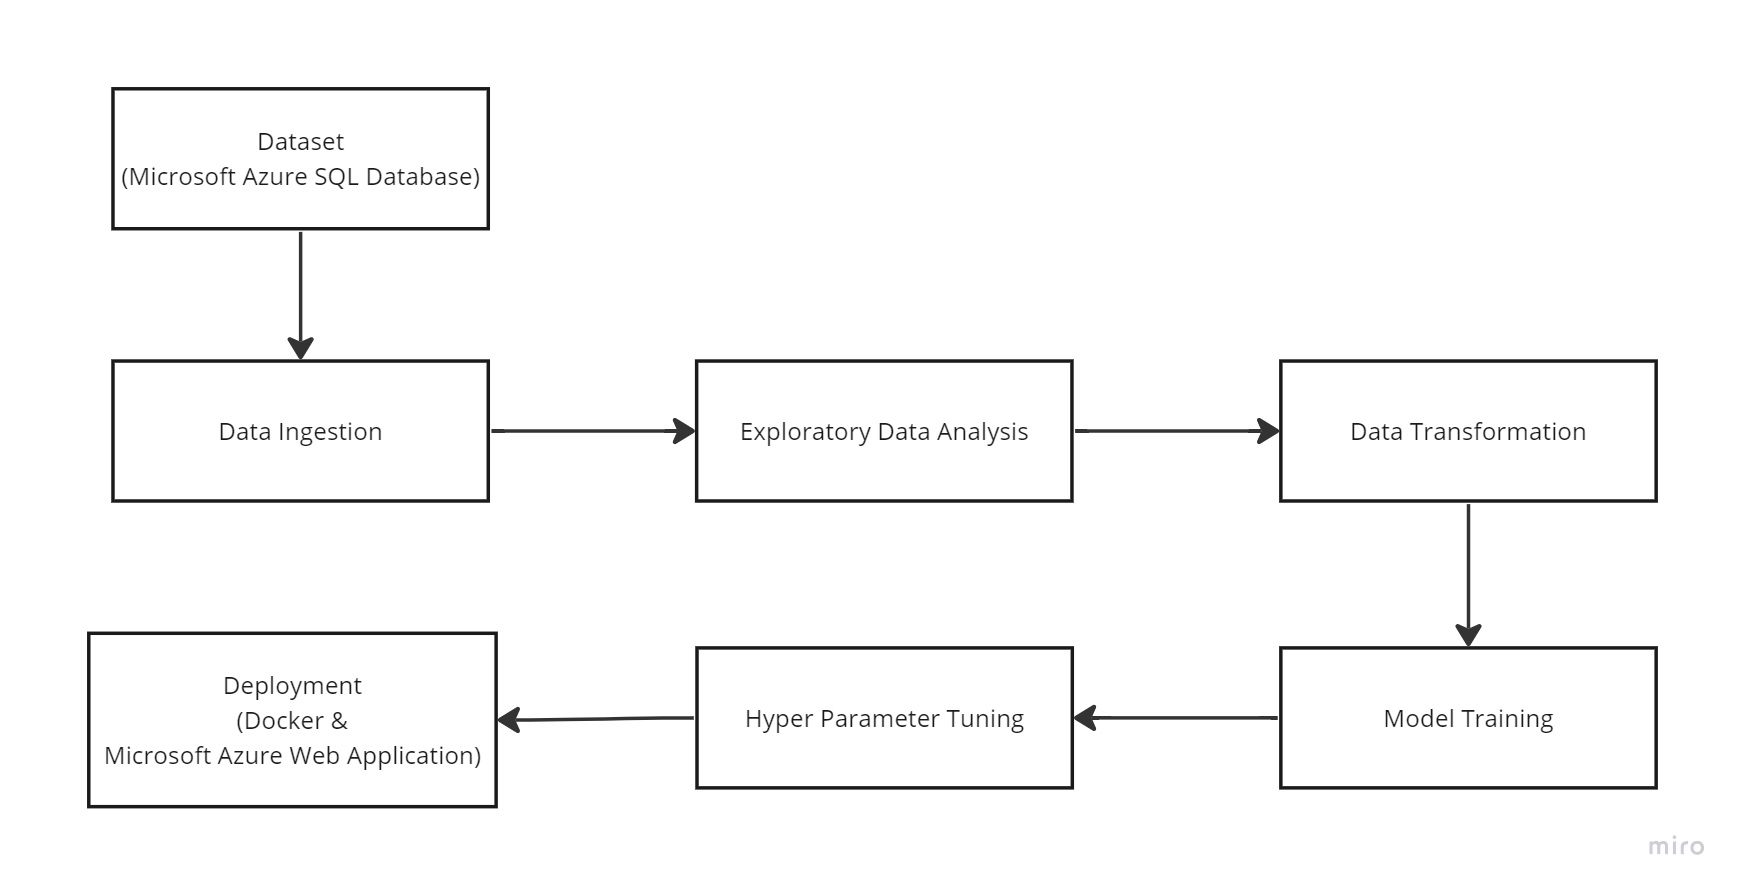 Dataset
(Microsoft Azure SQL Database)
Data Ingestion
Exploratory Data Analysis
Data Transformation
Deployment
(Docker &
Microsoft Azure Web Application)
Hyper Parameter Tuning
Model Training
miro